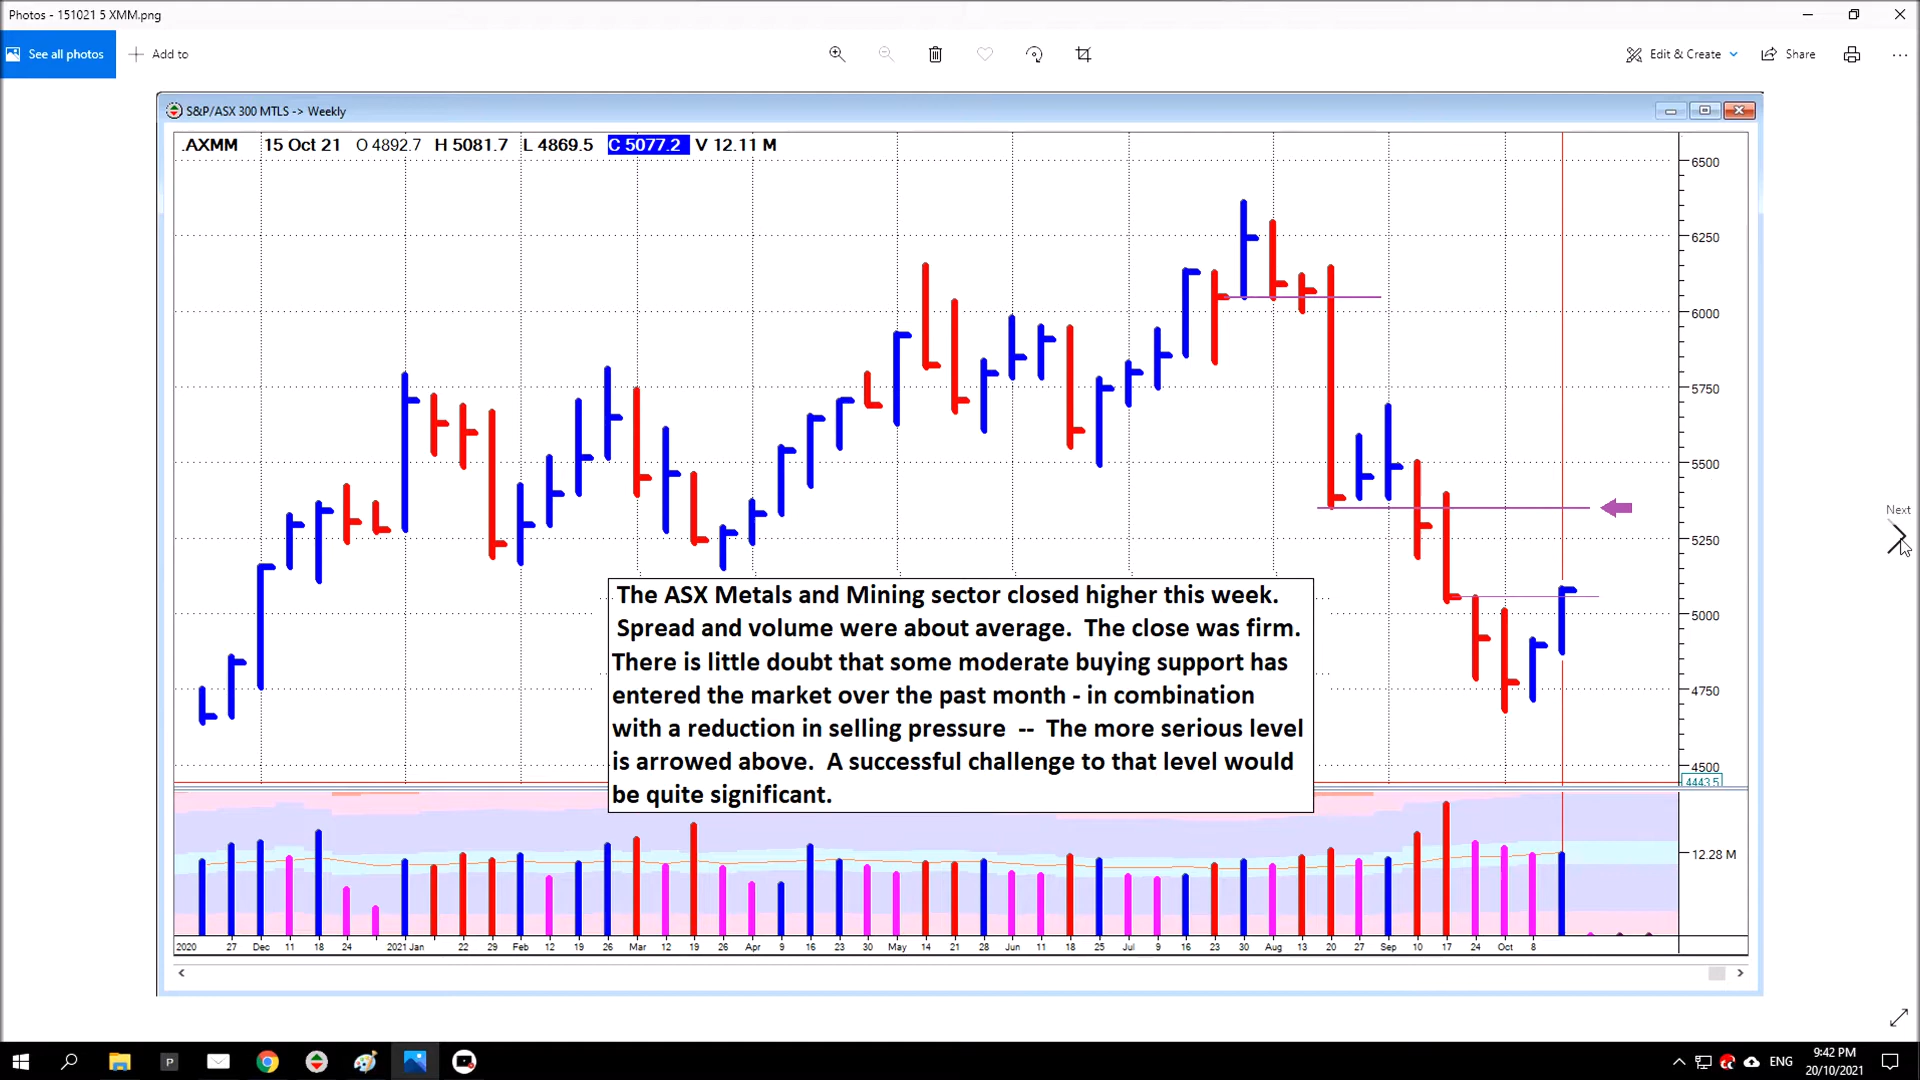 Photos - 151021 5 XMM.png
See all photos
Add to
Edit & Create
Share
S&P/ASX 300 MTLS -> Weekly
.AXMM 15 Oct 21 O 4892.7 H 5081.7 L 4869.5 C 5077.2 V 12.11 M
6500
6250
6000
5750
5500
5250
5000
4750
4500
4443.5
Next
The ASX Metals and Mining sector closed higher this week.
Spread and volume were about average. The close was firm.
There is little doubt that some moderate buying support has
entered the market over the past month - in combination
with a reduction in selling pressure -- The more serious level
is arrowed above. A successful challenge to that level would
be quite significant.
12.28 M
2020 27 Dec 11 18 24 2021 Jan 22 29 Feb 12 19 26 Mar 12 19 26 Apr 9 16 23 30 May 14 21 28 Jun 11 18 25 Jul 9 16 23 30 Aug 13 20 27 Sep 10 17 24 Oct 8
P
ENG
9:42 PM
20/10/2021